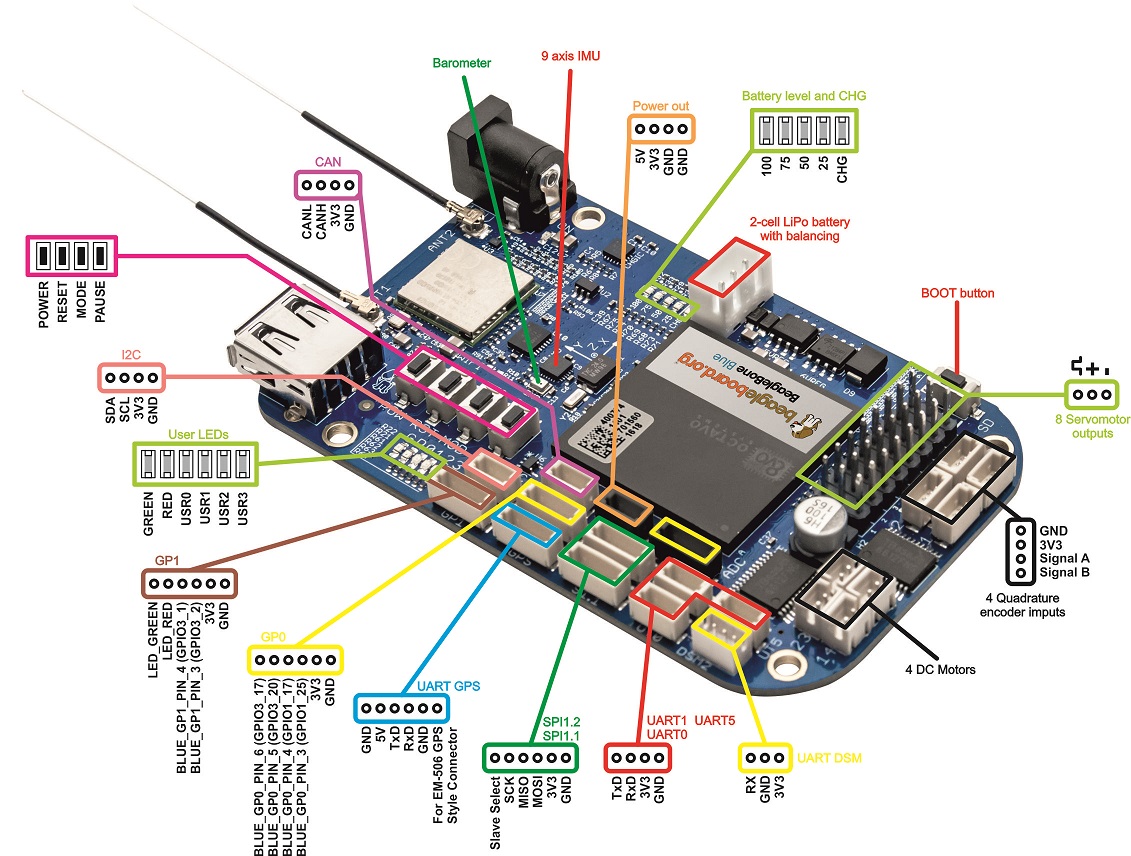 Barometer
9 axis IMU
Power out
5V
3V3
GND
GND
Battery level and CHG
100
75
50
25
CHG
CAN
CANL
CANH
3V3
GND
2-cell LiPo battery
with balancing
BOOT button
POWER
RESET
MODE
PAUSE
ANT2
I2C
SDA
SCL
3V3
GND
beagleboard.org
BeagleBone Blue
OCTAVO
8 Servomotor
outputs
User LEDs
GREEN
RED
USR0
USR1
USR2
USR3
GND
3V3
Signal A
Signal B
4 Quadrature
encoder imputs
GP1
LED_GREEN
LED_RED
BLUE_GP1_PIN_4 (GPIO3_1)
BLUE_GP1_PIN_3 (GPIO3_2)
3V3
GND
ADC
4 DC Motors
GP0
BLUE_GP0_PIN_6 (GPIO3_17)
BLUE_GP0_PIN_5 (GPIO3_20)
BLUE_GP0_PIN_4 (GPIO1_17)
BLUE_GP0_PIN_3 (GPIO1_25)
3V3
GND
UART GPS
GND
5V
TxD
RxD
GND
For EM-506 GPS
Style Connector
SPI1.2
SPI1.1
Slave Select
SCK
MISO
MOSI
3V3
GND
DSM2
UART1 UART5
UART0
TxD
RxD
3V3
GND
UART DSM
RX
GND
3V3